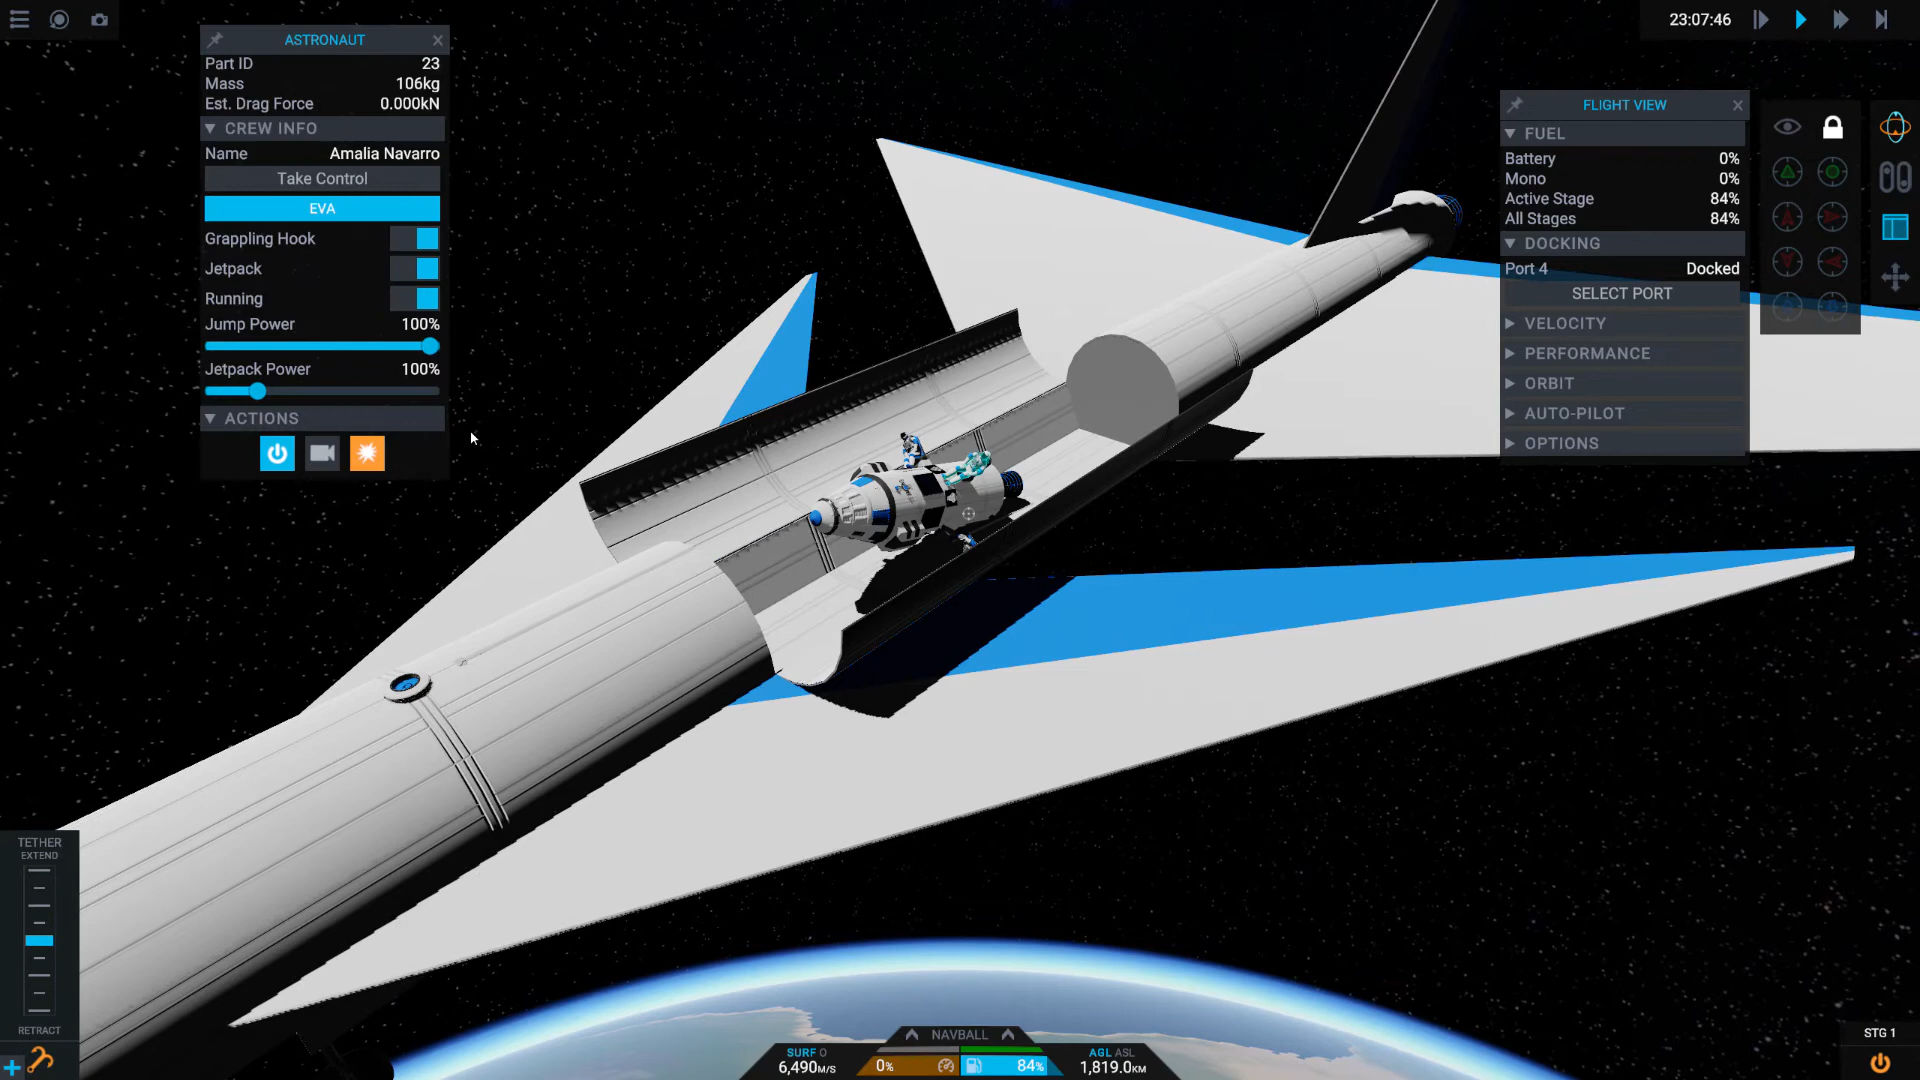 23:07:46
ASTRONAUT
Part ID 23
Mass 106kg
Est. Drag Force 0.000kN
CREW INFO
Name Amalia Navarro
Take Control
EVA
Grappling Hook
Jetpack
Running
Jump Power 100%
Jetpack Power 100%
ACTIONS
FLIGHT VIEW
FUEL
Battery 0%
Mono 0%
Active Stage 84%
All Stages 84%
DOCKING
Port 4 Docked
SELECT PORT
VELOCITY
PERFORMANCE
ORBIT
AUTO-PILOT
OPTIONS
TETHER
EXTEND
RETRACT
NAVBALL
SURF O
6,490M/S
0%
84%
AGL ASL
1,819.0KM
STG 1